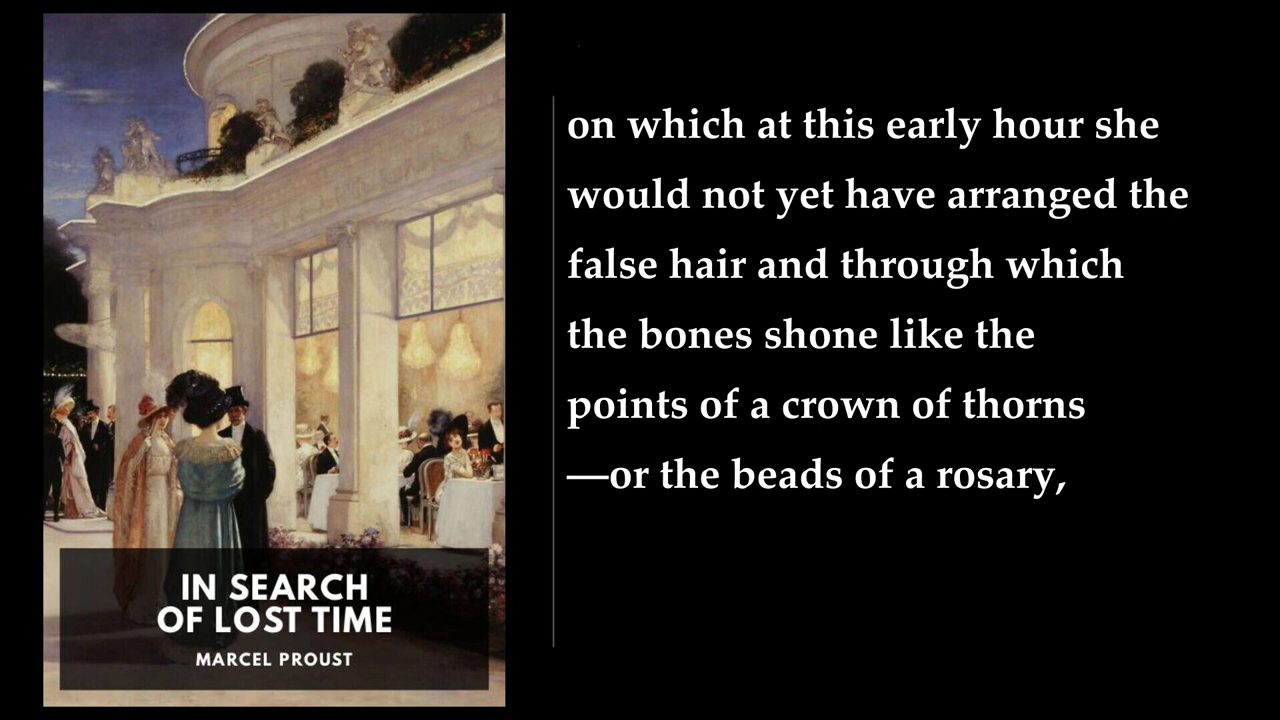 on which at this early hour she
would not yet have arranged the
false hair and through which
the bones shone like the
points of a crown of thorns
—or the beads of a rosary,
IN SEARCH
OF LOST TIME
MARCEL PROUST